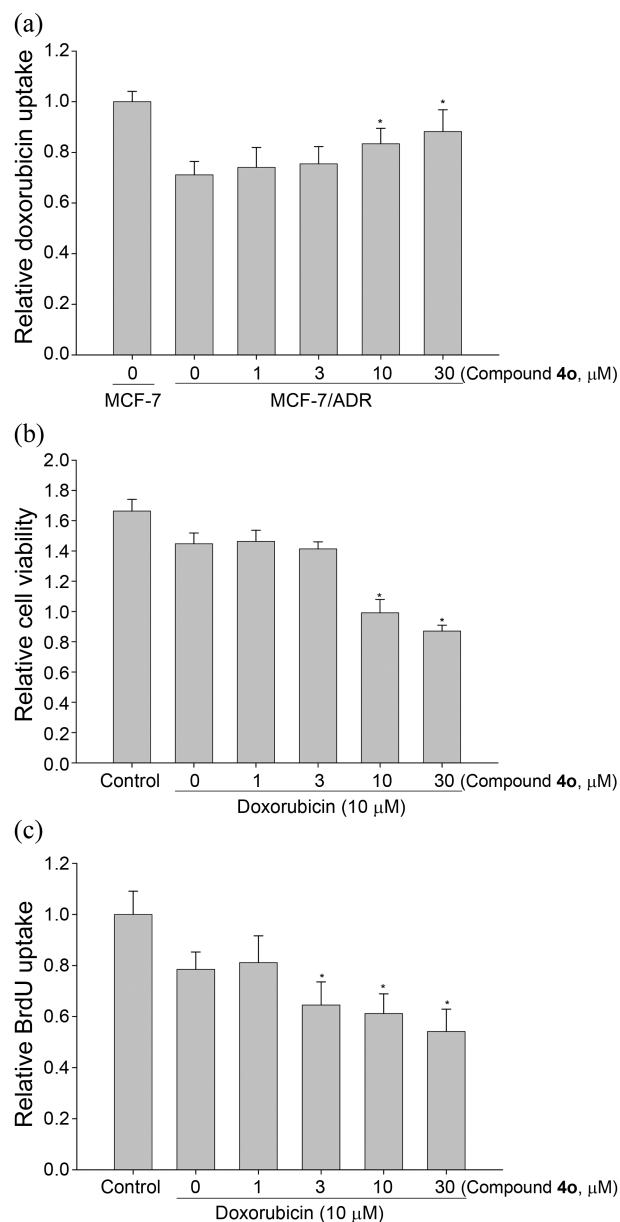 (a)
Relative doxorubicin uptake
1.2
1.0
0.8
0.6
0.4
0.2
0.0
* *
0 0 1 3 10 30 (Compound 4o, μM)
MCF-7 MCF-7/ADR
(b)
Relative cell viability
2.0
1.8
1.6
1.4
1.2
1.0
0.8
0.6
0.4
0.2
0.0
* *
Control 0 1 3 10 30 (Compound 4o, μM)
Doxorubicin (10 μM)
(c)
Relative BrdU uptake
1.2
1.0
0.8
0.6
0.4
0.2
0.0
* * *
Control 0 1 3 10 30 (Compound 4o, μM)
Doxorubicin (10 μM)